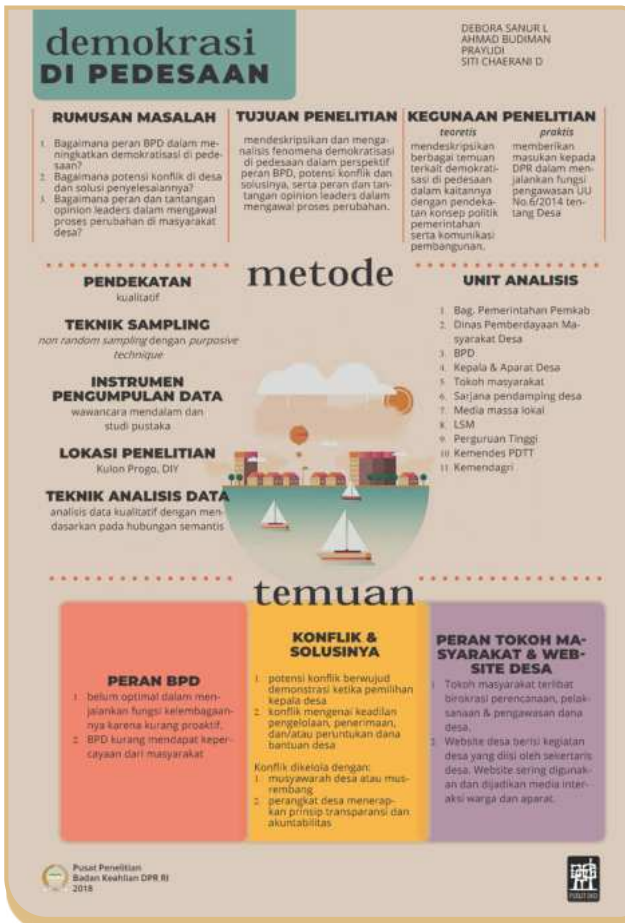 demokrasi
DI PEDESAAN
DEBORA SANUR L
AHMAD BUDIMAN
PRAYUDI
SITI CHAERANI D
RUMUSAN MASALAH
1. Bagaimana peran BPD dalam me-
ningkatkan demokratisasi di pede-
saan?
2. Bagaimana potensi konflik di desa
dan solusi penyelesaiannya?
3. Bagaimana peran dan tantangan
opinion leaders dalam mengawal
proses perubahan di masyarakat
desa?
TUJUAN PENELITIAN
mendeskripsikan dan menga-
nalisis fenomena demokratisasi
di pedesaan dalam perspektif
peran BPD, potensi konflik dan
solusinya, serta peran dan tan-
tangan opinion leaders dalam
mengawal proses perubahan.
KEGUNAAN PENELITIAN
teoretis
mendeskripsikan
berbagai temuan
terkait demokrati-
sasi di pedesaan
dalam kaitannya
dengan pendeka-
tan konsep politik
pemerintahan
serta komunikasi
pembangunan.
praktis
memberikan
masukan kepada
DPR dalam men-
jalankan fungsi
pengawasan UU
No.6/2014 ten-
tang Desa
metode
PENDEKATAN
kualitatif
TEKNIK SAMPLING
non random sampling dengan purposive
technique
INSTRUMEN
PENGUMPULAN DATA
wawancara mendalam dan
studi pustaka
LOKASI PENELITIAN
Kulon Progo, DIY
TEKNIK ANALISIS DATA
analisis data kualitatif dengan men-
dasarkan pada hubungan semantis
UNIT ANALISIS
1. Bag. Pemerintahan Pemkab
2. Dinas Pemberdayaan Ma-
syarakat Desa
3. BPD
4. Kepala & Aparat Desa
5. Tokoh masyarakat
6. Sarjana pendamping desa
7. Media massa lokal
8. LSM
9. Perguruan Tinggi
10. Kemendes PDTT
11. Kemendagri
temuan
PERAN BPD
1. belum optimal dalam men-
jalankan fungsi kelembagaan-
nya karena kurang proaktif.
2. BPD kurang mendapat keper-
cayaan dari masyarakat
KONFLIK &
SOLUSINYA
1. potensi konflik berwujud
demonstrasi ketika pemilihan
kepala desa
2. konflik mengenai keadilan
pengelolaan, penerimaan,
dan/atau peruntukan dana
bantuan desa
Konflik dikelola dengan:
1. musyawarah desa atau mus-
rembang
2. perangkat desa menerap-
kan prinsip transparansi dan
akuntabilitas
PERAN TOKOH MA-
SYARAKAT & WEB-
SITE DESA
1. Tokoh masyarakat terlibat
birokrasi perencanaan, pelak-
sanaan & pengawasan dana
desa.
2. Website desa berisi kegiatan
desa yang diisi oleh sekertaris
desa. Website sering digunak-
an dan dijadikan media inter-
aksi warga dan aparat.
Pusat Penelitian
Badan Keahlian DPR RI
2018